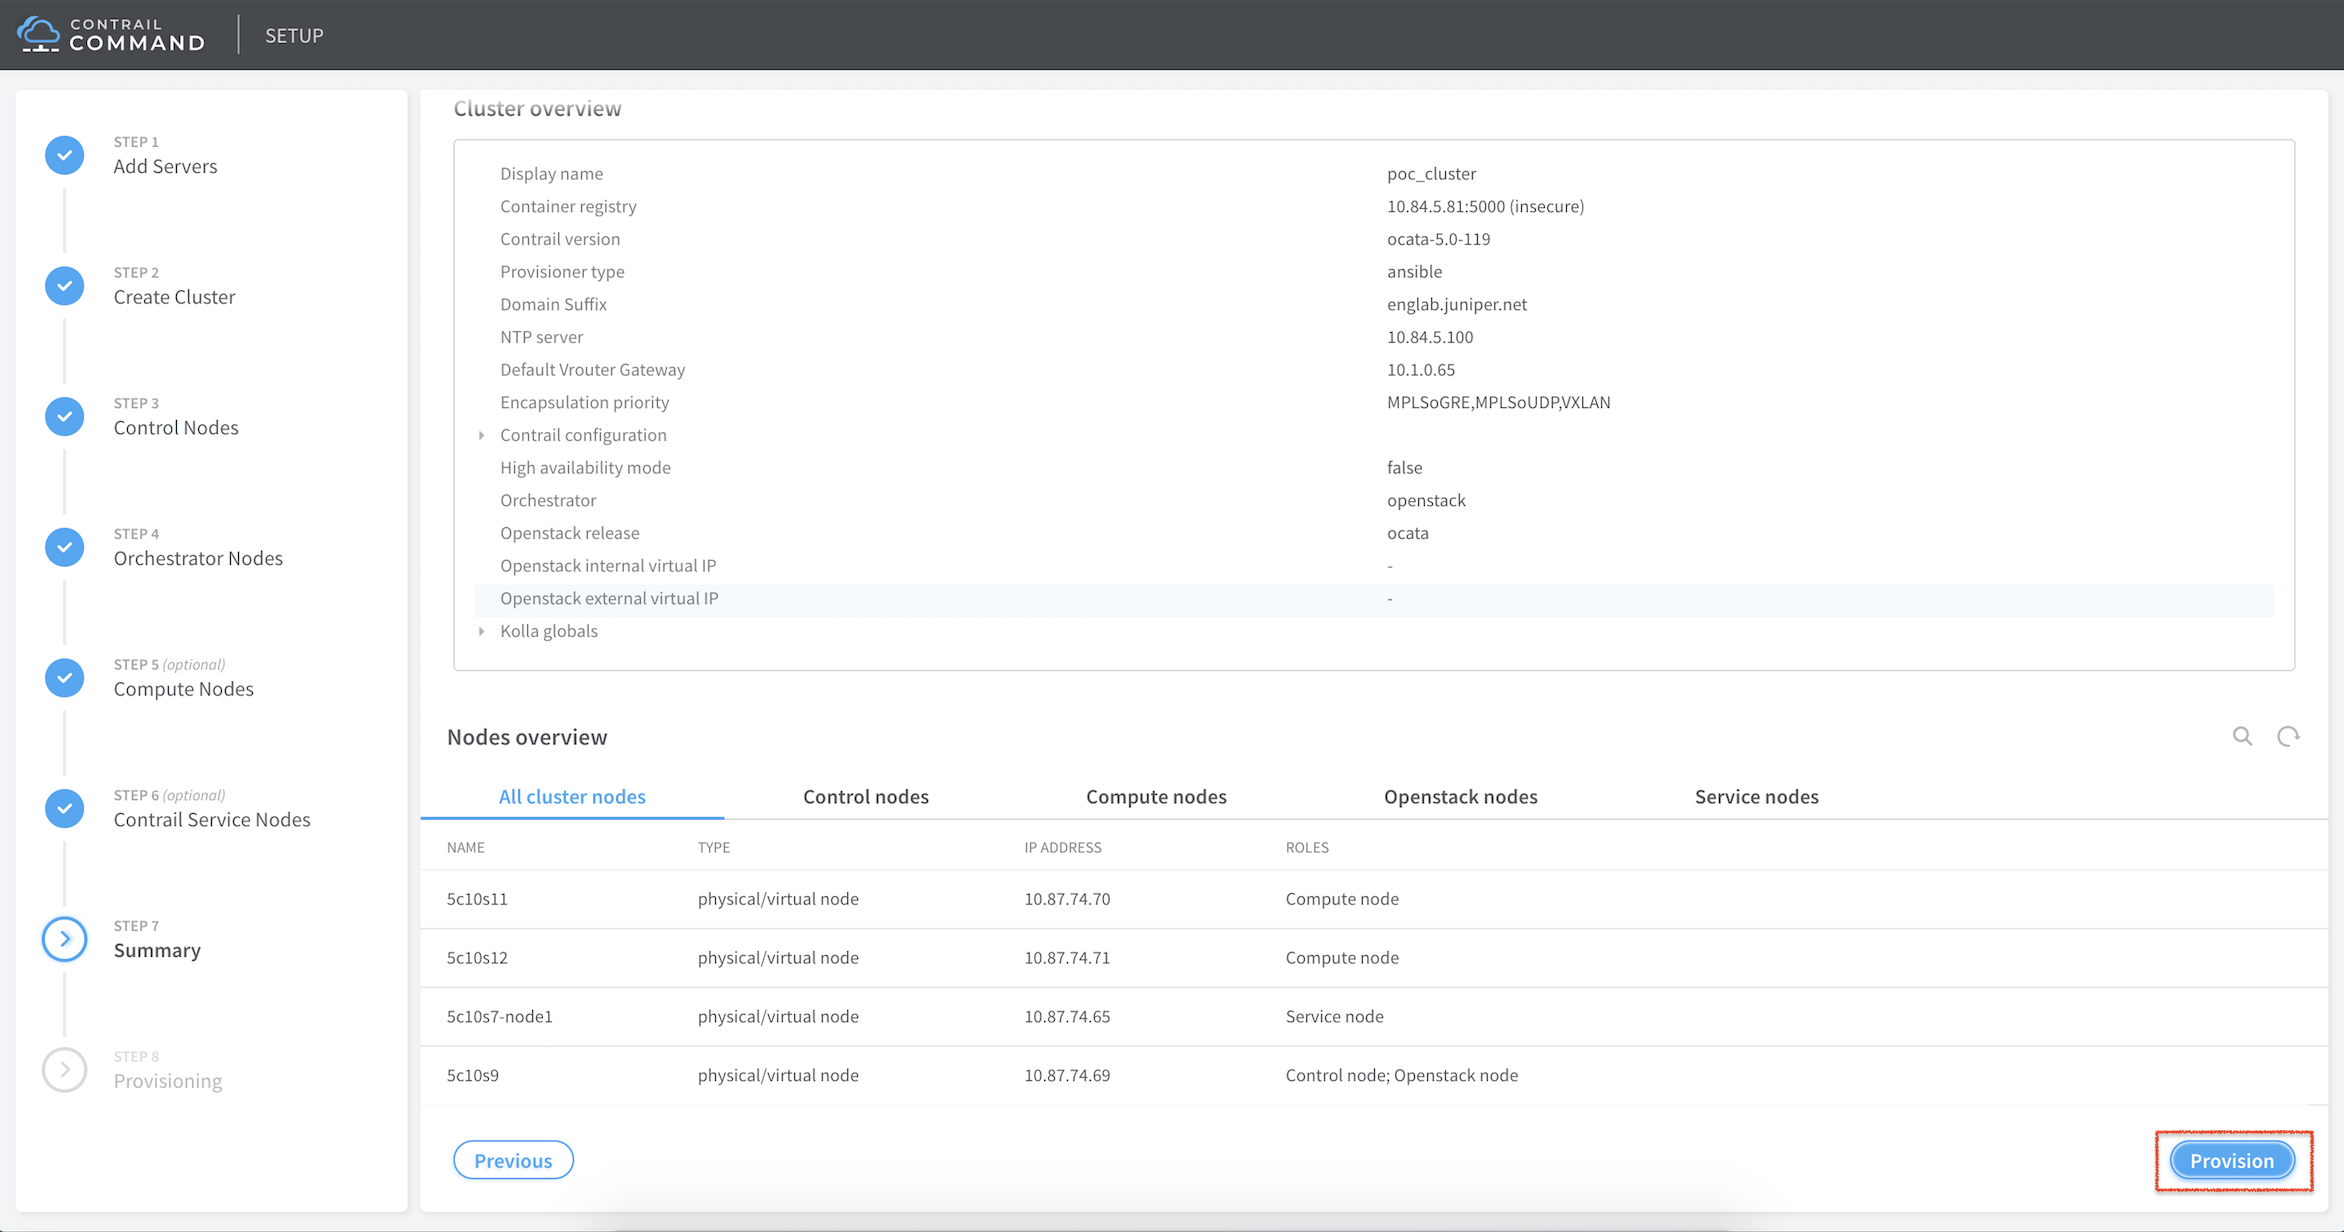 CONTRAIL
COMMAND
SETUP
STEP 1
Add Servers
STEP 2
Create Cluster
STEP 3
Control Nodes
STEP 4
Orchestrator Nodes
STEP 5 (optional)
Compute Nodes
STEP 6 (optional)
Contrail Service Nodes
STEP 7
Summary
STEP 8
Provisioning
Cluster overview
Display name poc_cluster
Container registry 10.84.5.81:5000 (insecure)
Contrail version ocata-5.0-119
Provisioner type ansible
Domain Suffix englab.juniper.net
NTP server 10.84.5.100
Default Vrouter Gateway 10.1.0.65
Encapsulation priority MPLSoGRE,MPLSoUDP,VXLAN
Contrail configuration
High availability mode false
Orchestrator openstack
Openstack release ocata
Openstack internal virtual IP -
Openstack external virtual IP -
Kolla globals
Nodes overview
All cluster nodes Control nodes Compute nodes Openstack nodes Service nodes
NAME TYPE IP ADDRESS ROLES
5c10s11 physical/virtual node 10.87.74.70 Compute node
5c10s12 physical/virtual node 10.87.74.71 Compute node
5c10s7-node1 physical/virtual node 10.87.74.65 Service node
5c10s9 physical/virtual node 10.87.74.69 Control node; Openstack node
Previous Provision